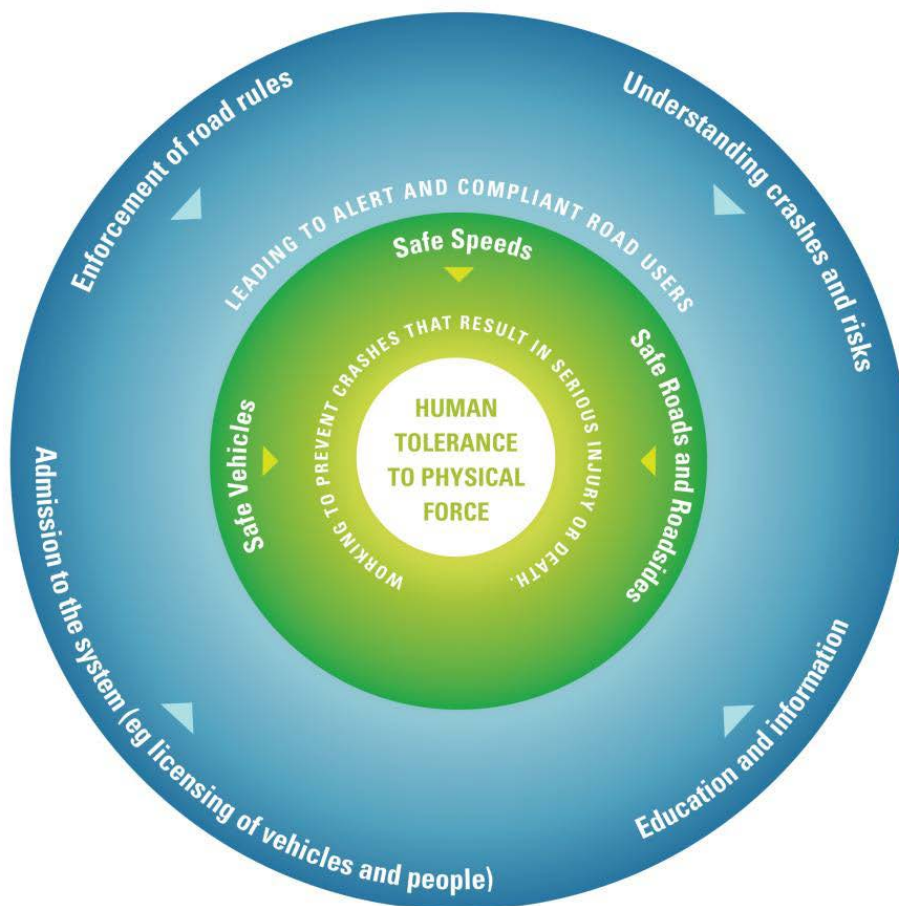 Enforcement of road rules
Understanding crashes and risks
LEADING TO ALERT AND COMPLIANT ROAD USERS
Safe Speeds
Safe Vehicles
Safe Roads and Roadsides
WORKING TO PREVENT CRASHES THAT RESULT IN SERIOUS INJURY OR DEATH.
HUMAN
TOLERANCE
TO PHYSICAL
FORCE
Admission to the system (eg licensing of vehicles and people)
Education and information